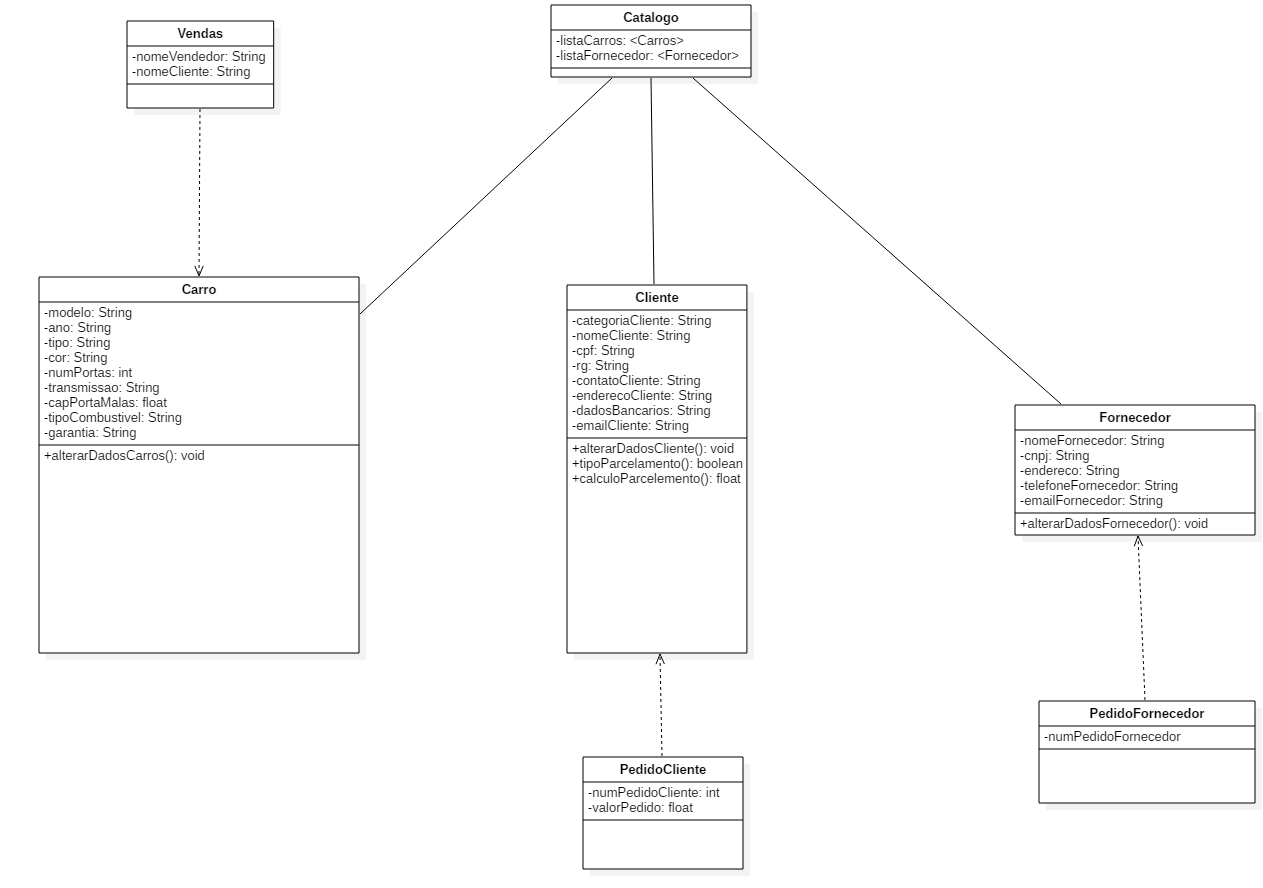 Vendas
-nomeVendedor: String
-nomeCliente: String
Catalogo
-listaCarros: <Carros>
-listaFornecedor: <Fornecedor>
Carro
-modelo: String
-ano: String
-tipo: String
-cor: String
-numPortas: int
-transmissao: String
-capPortaMalas: float
-tipoCombustivel: String
-garantia: String
+alterarDadosCarros(): void
Cliente
-categoriaCliente: String
-nomeCliente: String
-cpf: String
-rg: String
-contatoCliente: String
-enderecoCliente: String
-dadosBancarios: String
-emailCliente: String
+alterarDadosCliente(): void
+tipoParcelamento(): boolean
+calculoParcelemento(): float
Fornecedor
-nomeFornecedor: String
-cnpj: String
-endereco: String
-telefoneFornecedor: String
-emailFornecedor: String
+alterarDadosFornecedor(): void
PedidoCliente
-numPedidoCliente: int
-valorPedido: float
PedidoFornecedor
-numPedidoFornecedor